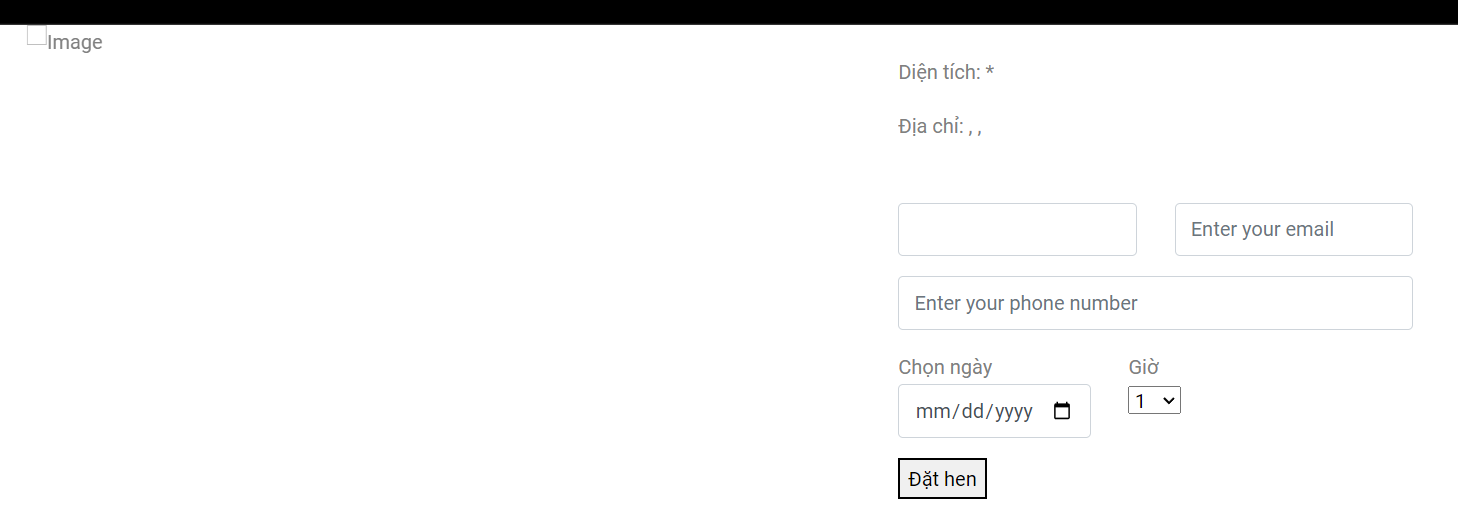 Image
Diện tích: *
Địa chỉ: , ,
Enter your email
Enter your phone number
Chọn ngày
Giờ
mm/dd/yyyy
1
Đặt hen